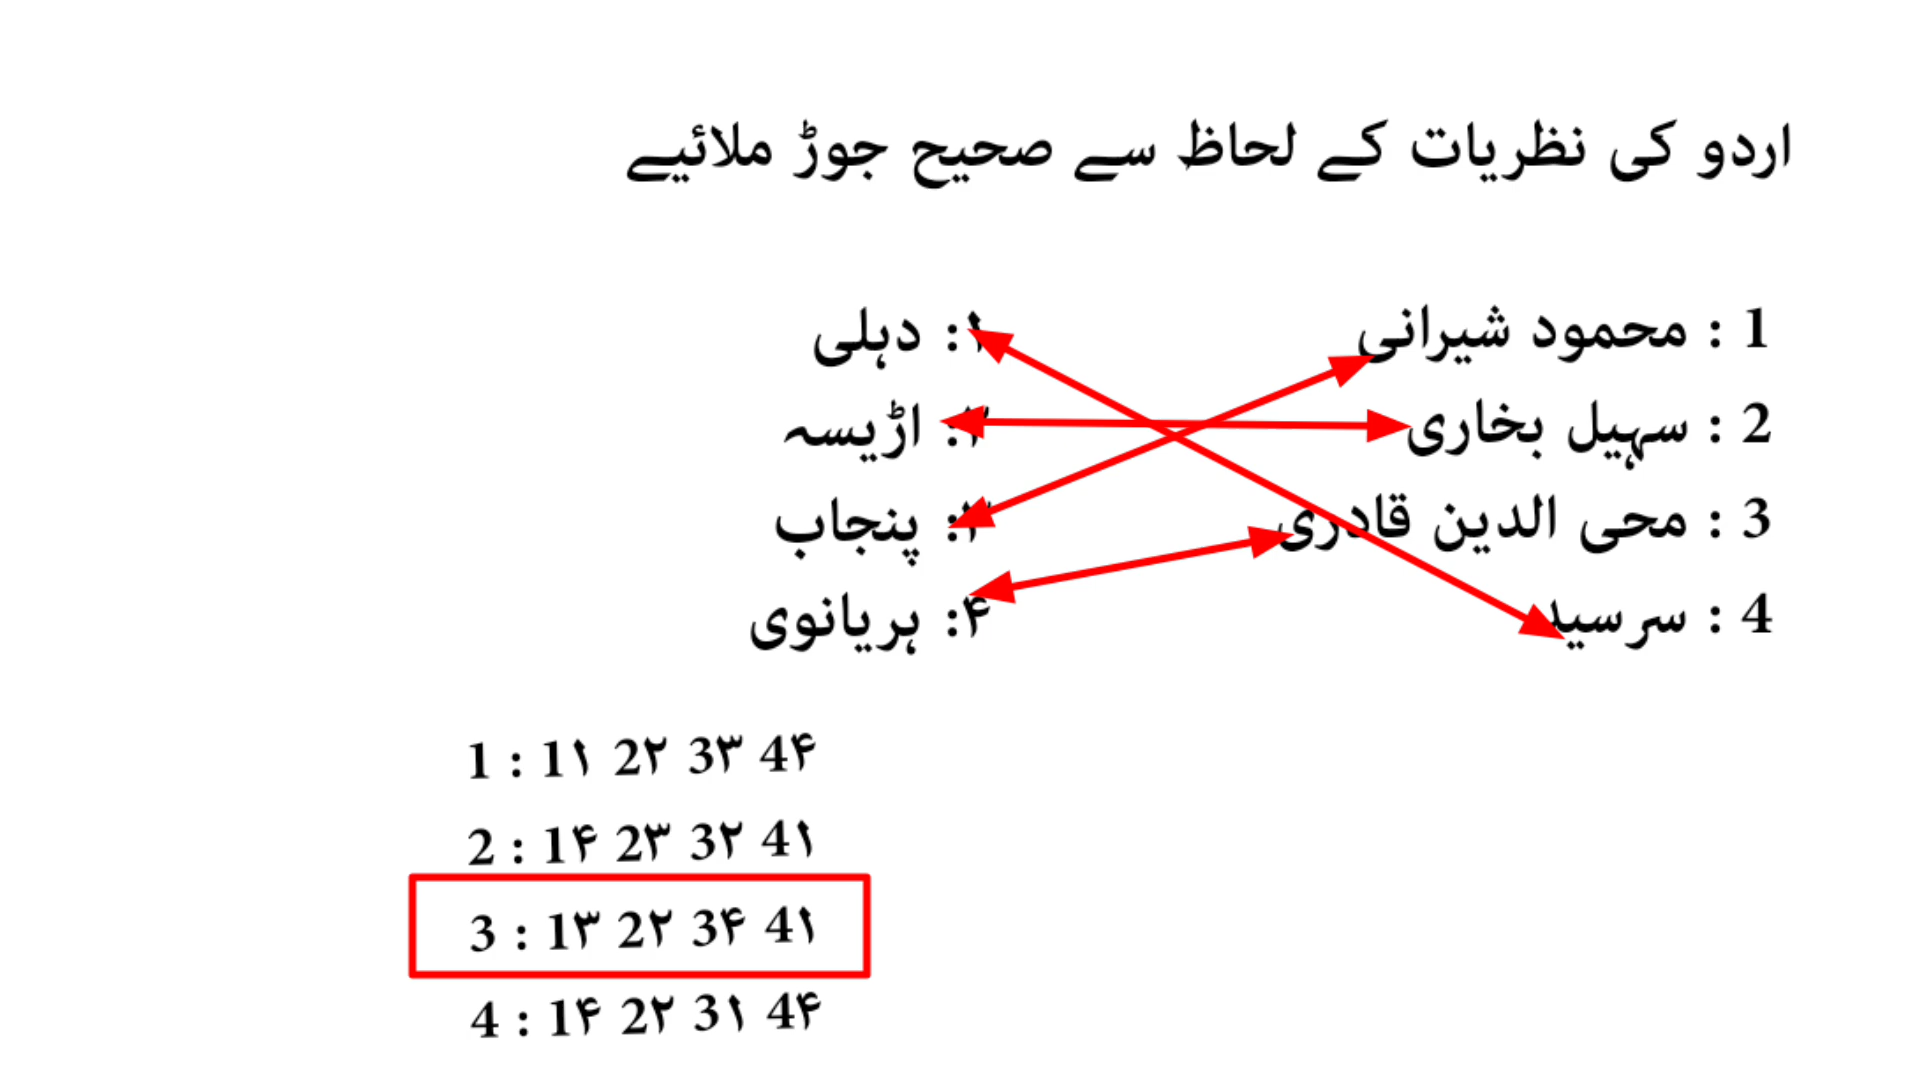 اردو کی نظریات کے لحاظ سے صحیح جوڑ ملائیے
1 : محمود شیرانی ۱: دہلی
2 : سہیل بخاری ۲: اڑیسہ
3 : محی الدین قادری ۳: پنجاب
4 : سرسید ۴: ہریانوی
1 : 1۱ 2۲ 3۳ 4۴
2 : 1۴ 2۳ 3۲ 4۱
3 : 1۳ 2۲ 3۴ 4۱
4 : 1۴ 2۲ 3۱ 4۴